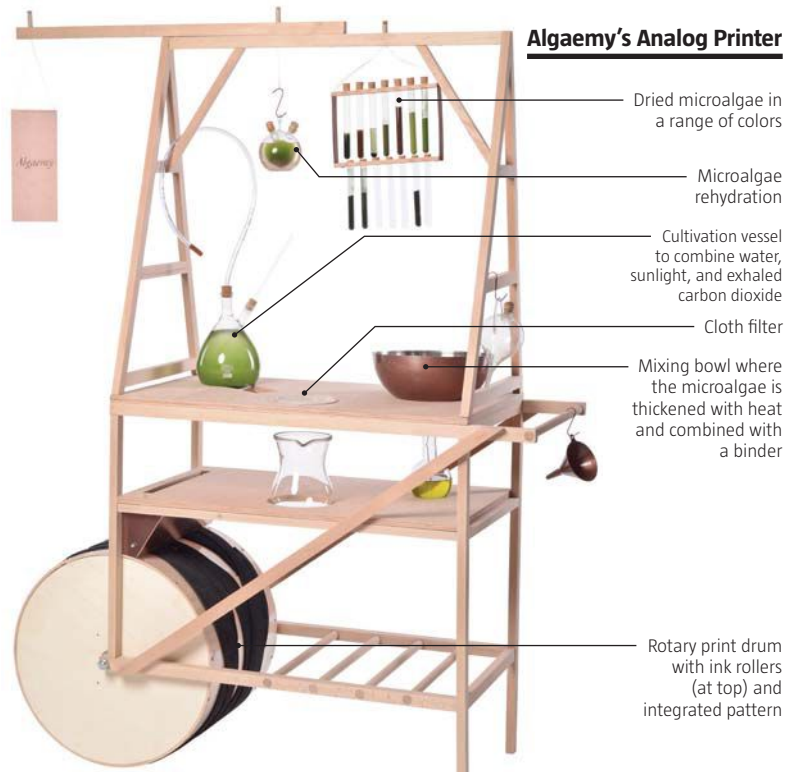 Algaemy's Analog Printer
Dried microalgae in
a range of colors
Microalgae
rehydration
Algaemy
Cultivation vessel
to combine water,
sunlight, and exhaled
carbon dioxide
Cloth filter
Mixing bowl where
the microalgae is
thickened with heat
and combined with
a binder
Rotary print drum
with ink rollers
(at top) and
integrated pattern